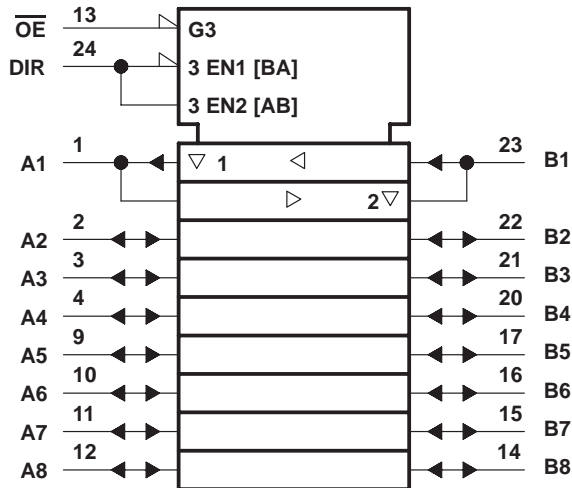 OE 13 G3
DIR 24 3 EN1 [BA]
3 EN2 [AB]
A1 1 1 23 B1
2
A2 2 22 B2
A3 3 21 B3
A4 4 20 B4
A5 9 17 B5
A6 10 16 B6
A7 11 15 B7
A8 12 14 B8